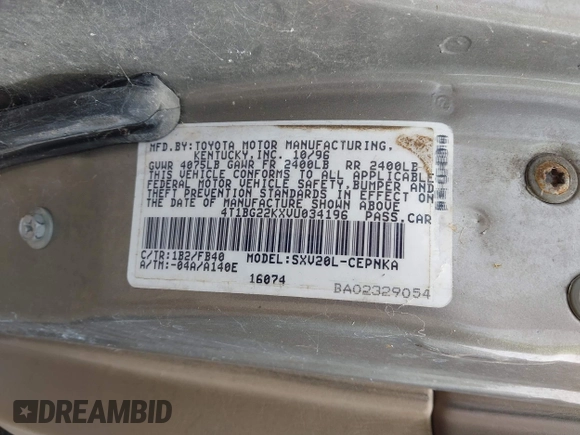 MFD.BY:TOYOTA MOTOR MANUFACTURING,
KENTUCKY,INC. 10/96
GVWR 4075LB GAWR FR 2400LB RR 2400LB
THIS VEHICLE CONFORMS TO ALL APPLICABLE
FEDERAL MOTOR VEHICLE SAFETY,BUMPER AND
THEFT PREVENTION STANDARDS IN EFFECT ON
THE DATE OF MANUFACTURE SHOWN ABOVE
4T1BG22KXVU034196 PASS.CAR
C/TR:1B2/FB40 MODEL:SXV20L-CEPNKA
A/TM:-04A/A140E
16074
BA02329054
DREAMBID